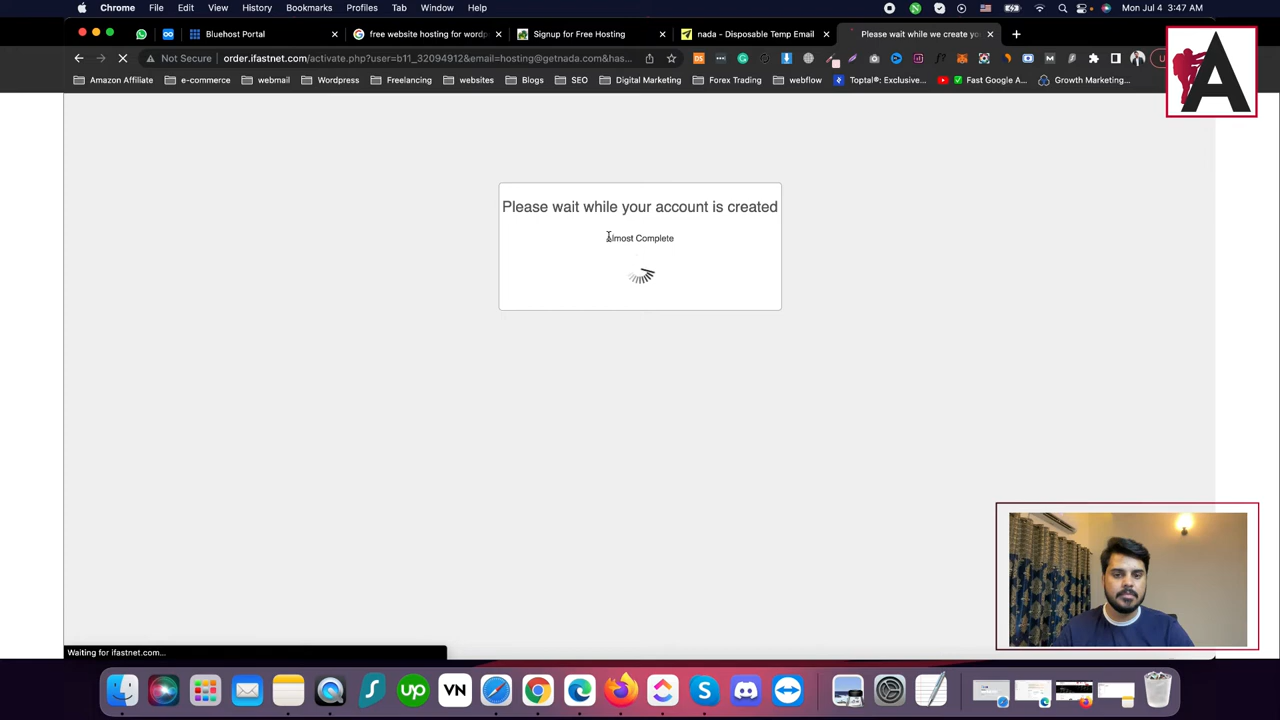 Chrome File Edit View History Bookmarks Profiles Tab Window Help Mon Jul 4 3:47 AM
Bluehost Portal free website hosting for wordp Signup for Free Hosting nada - Disposable Temp Email Please wait while we create yo
Not Secure order.ifastnet.com/activate.php?user=b11_32094912&email=hosting@getnada.com&has...
Amazon Affiliate e-commerce webmail Wordpress Freelancing websites Blogs SEO Digital Marketing Forex Trading webflow Toptal®: Exclusive... Fast Google A... Growth Marketing...
A
Please wait while your account is created
Almost Complete
Waiting for ifastnet.com...
up VN